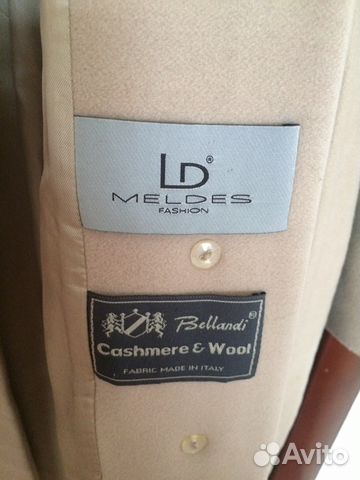 LD®
MELDES
FASHION
Bellandi®
Cashmere & Wool
FABRIC MADE IN ITALY
Avito